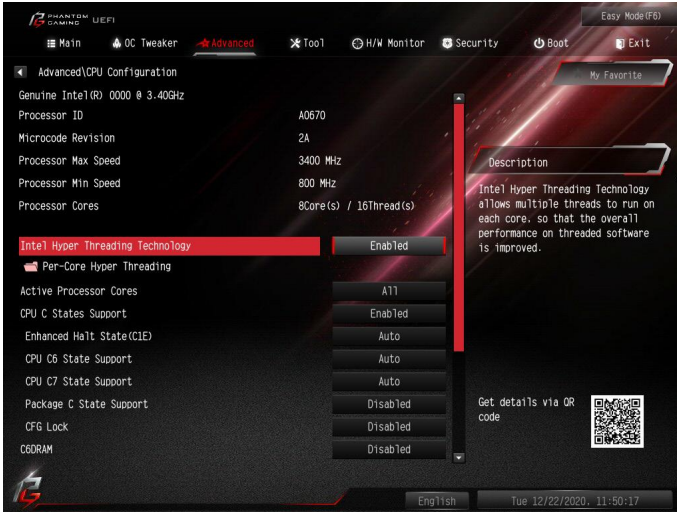 PHANTOM GAMING UEFI
Easy Mode(F6)
Main OC Tweaker Advanced Tool H/W Monitor Security Boot Exit
Advanced\CPU Configuration
My Favorite
Genuine Intel(R) 0000 @ 3.40GHz
Processor ID A0670
Microcode Revision 2A
Processor Max Speed 3400 MHz
Processor Min Speed 800 MHz
Processor Cores 8Core(s) / 16Thread(s)
Intel Hyper Threading Technology Enabled
Per-Core Hyper Threading
Active Processor Cores All
CPU C States Support Enabled
Enhanced Halt State(C1E) Auto
CPU C6 State Support Auto
CPU C7 State Support Auto
Package C State Support Disabled
CFG Lock Disabled
C6DRAM Disabled
Description
Intel Hyper Threading Technology
allows multiple threads to run on
each core. so that the overall
performance on threaded software
is improved.
Get details via QR
code
English
Tue 12/22/2020. 11:50:17